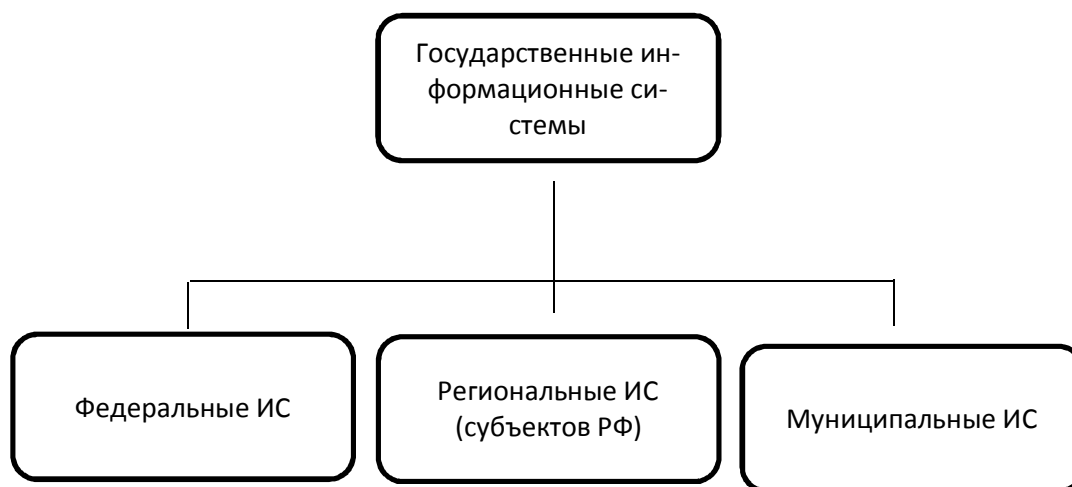 Государственные ин-
формационные си-
стемы
Федеральные ИС
Региональные ИС
(субъектов РФ)
Муниципальные ИС